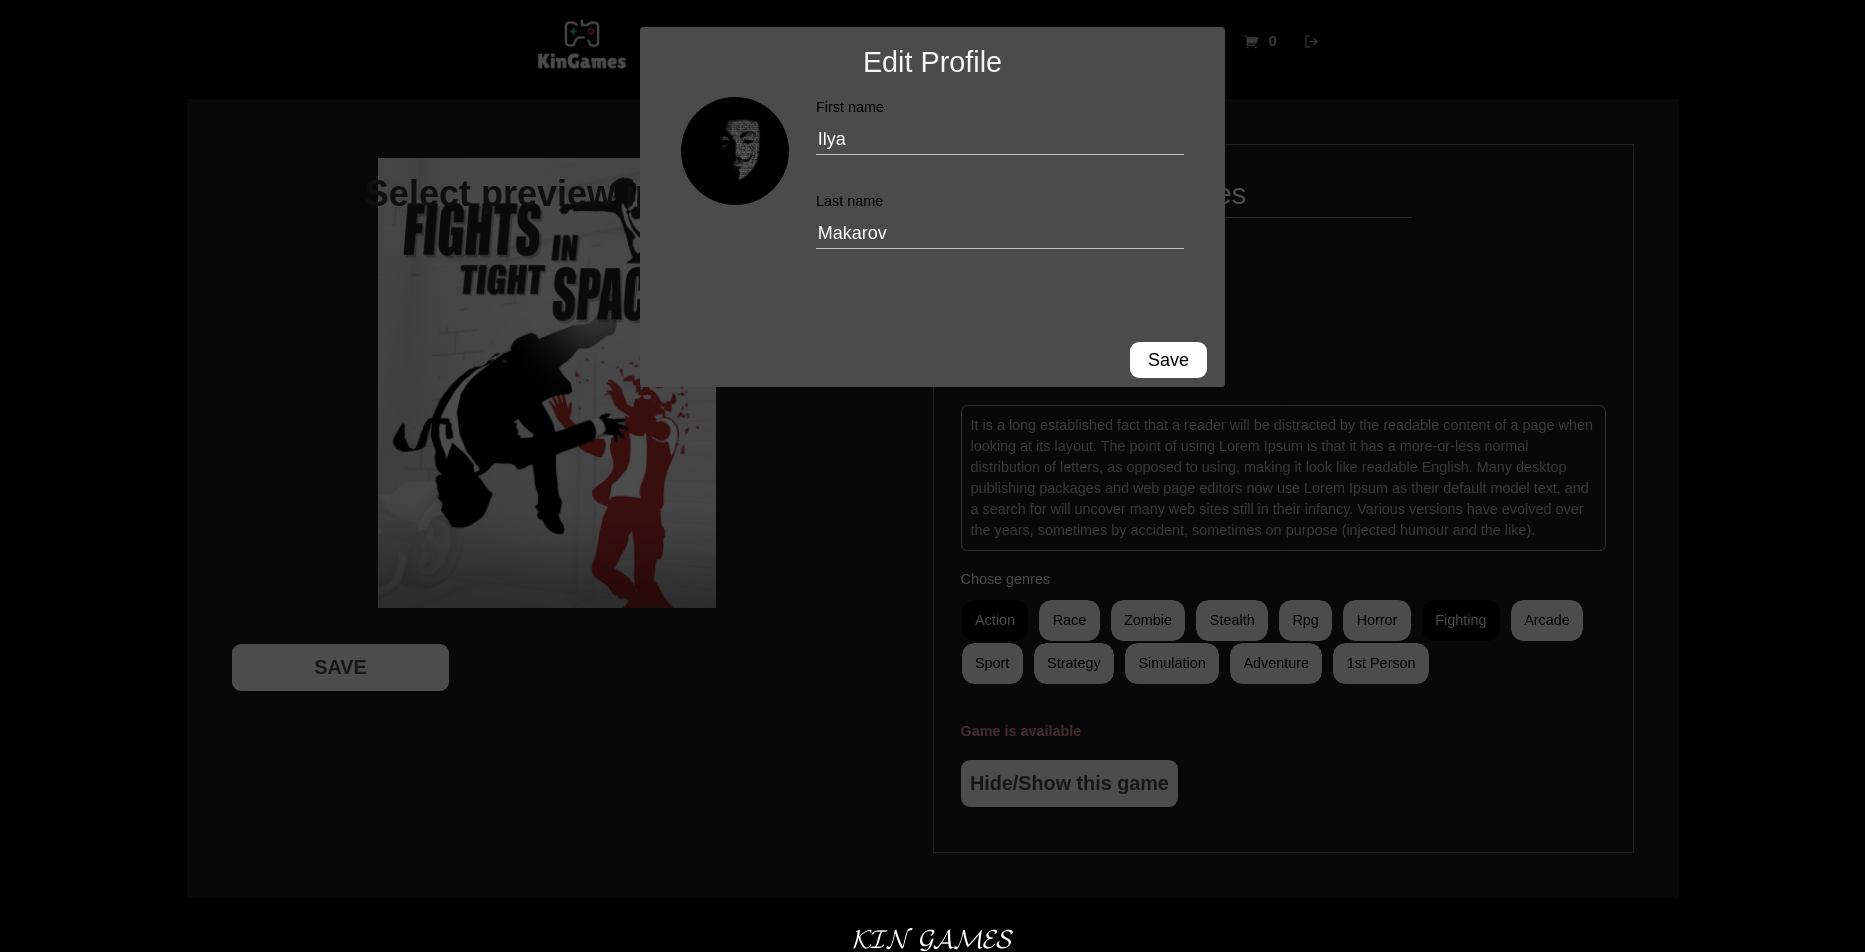 KinGames
0
Edit Profile
First name
Ilya
Last name
Makarov
Save
Select preview
es
FIGHTS IN
TIGHT SPAC
It is a long established fact that a reader will be distracted by the readable content of a page when
looking at its layout. The point of using Lorem Ipsum is that it has a more-or-less normal
distribution of letters, as opposed to using, making it look like readable English. Many desktop
publishing packages and web page editors now use Lorem Ipsum as their default model text, and
a search for will uncover many web sites still in their infancy. Various versions have evolved over
the years, sometimes by accident, sometimes on purpose (injected humour and the like).
Chose genres
Action Race Zombie Stealth Rpg Horror Fighting Arcade
Sport Strategy Simulation Adventure 1st Person
SAVE
Game is available
Hide/Show this game
KIN GAMES